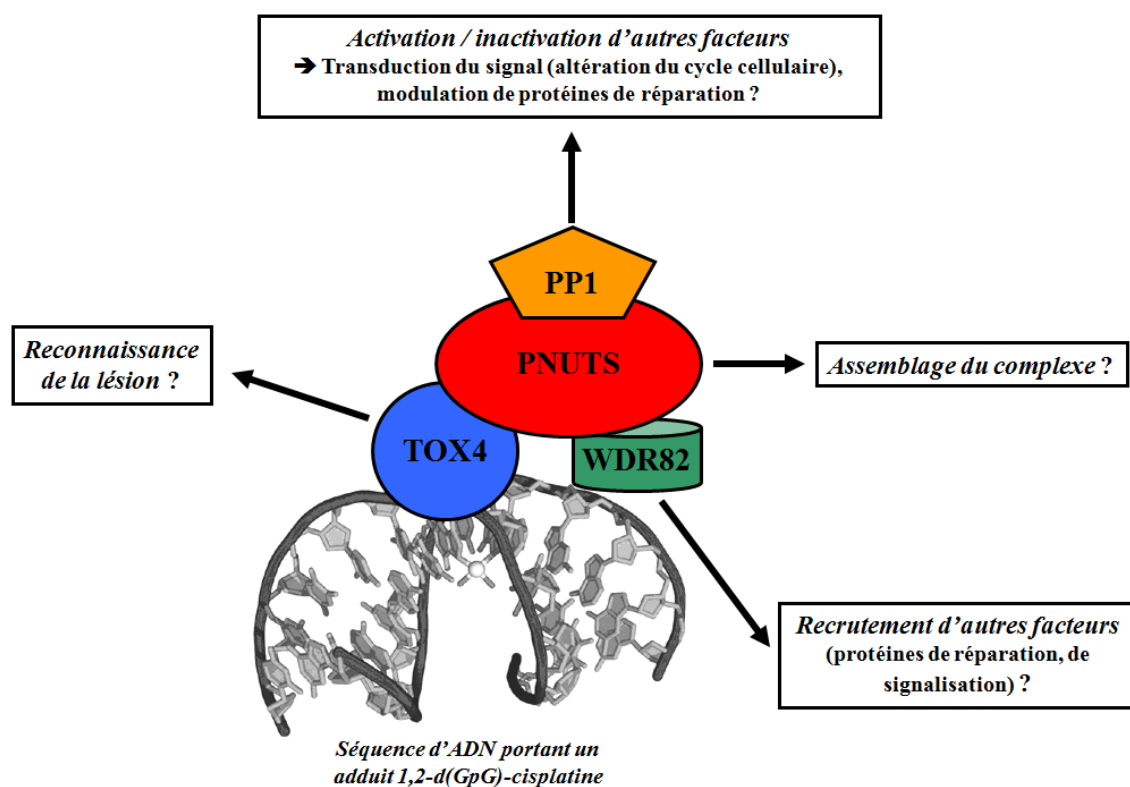 Activation / inactivation d’autres facteurs
➔ Transduction du signal (altération du cycle cellulaire),
modulation de protéines de réparation ?
PP1
PNUTS
Reconnaissance
de la lésion ?
Assemblage du complexe ?
TOX4
WDR82
Recrutement d’autres facteurs
(protéines de réparation, de
signalisation) ?
Séquence d’ADN portant un
adduit 1,2-d(GpG)-cisplatine